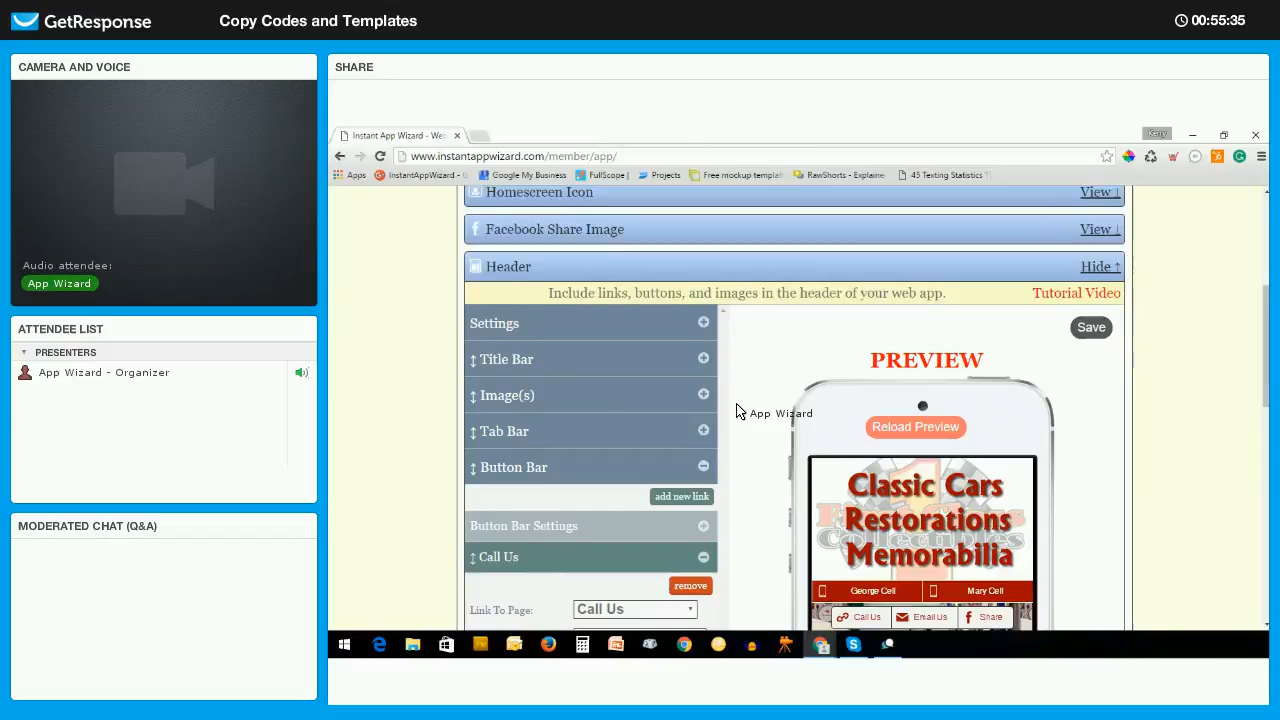 GetResponse
Copy Codes and Templates
00:55:35
CAMERA AND VOICE
Audio attendee:
App Wizard
ATTENDEE LIST
PRESENTERS
App Wizard - Organizer
MODERATED CHAT (Q&A)
SHARE
Instant App Wizard - Web
Kerry
www.instantappwizard.com/member/app/
Apps
InstantAppWizard - G
Google My Business
FullScope
Projects
Free mockup templat
RawShorts - Explaine
45 Texting Statistics T
Homescreen Icon
View ↓
Facebook Share Image
View ↓
Header
Hide ↑
Include links, buttons, and images in the header of your web app.
Tutorial Video
Settings
↕ Title Bar
↕ Image(s)
↕ Tab Bar
↕ Button Bar
add new link
Button Bar Settings
↕ Call Us
remove
Link To Page:
Call Us
Save
PREVIEW
App Wizard
Reload Preview
Classic Cars
Restorations
Memorabilia
George Cell
Mary Cell
Call Us
Email Us
Share